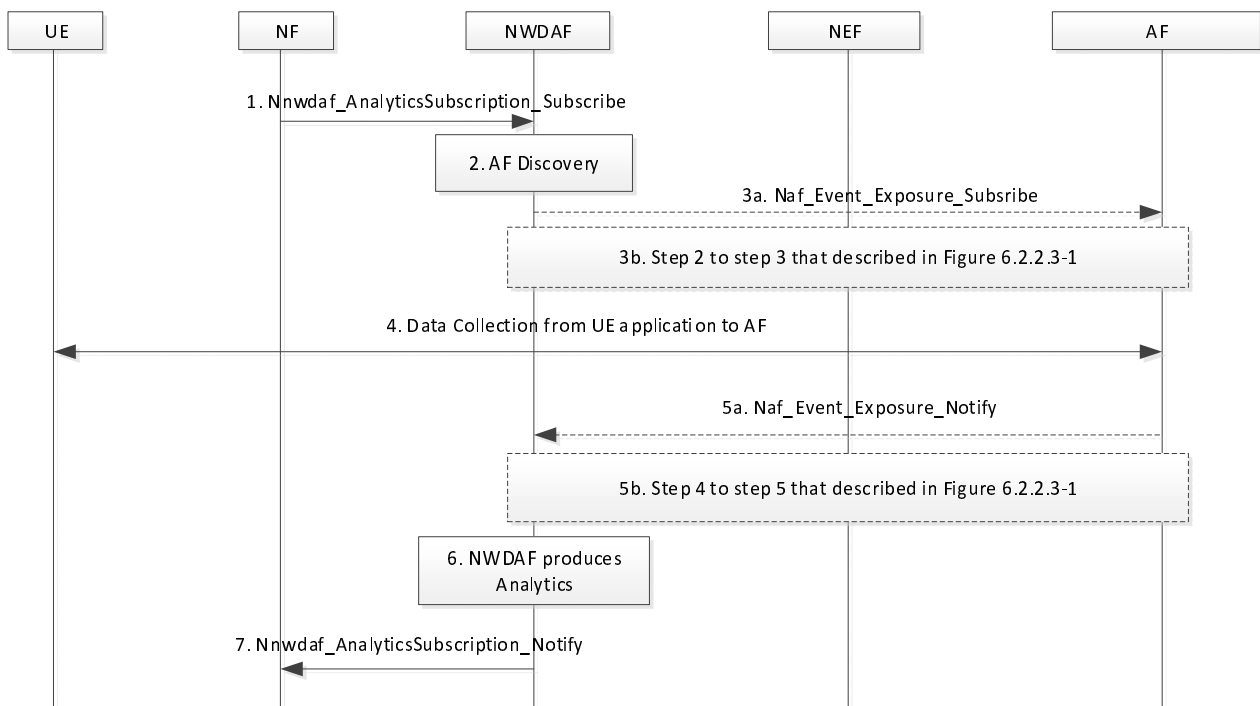 UE
NF
NWDAF
NEF
AF
1. Nnwdaf_AnalyticsSubscription_Subscribe
2. AF Discovery
3a. Naf_Event_Exposure_Subsribe
3b. Step 2 to step 3 that described in Figure 6.2.2.3-1
4. Data Collection from UE application to AF
5a. Naf_Event_Exposure_Notify
5b. Step 4 to step 5 that described in Figure 6.2.2.3-1
6. NWDAF produces
Analytics
7. Nnwdaf_AnalyticsSubscription_Notify